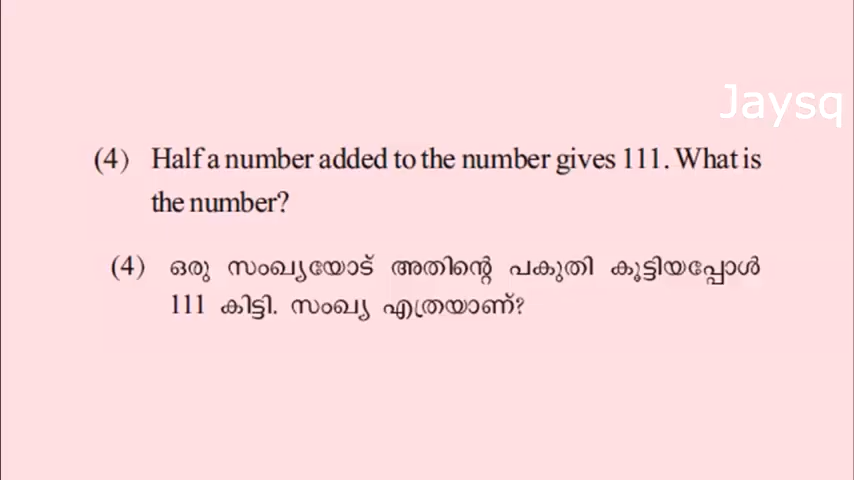 Jaysq
(4) Half a number added to the number gives 111. What is
the number?
(4) ഒരു സംഖ്യയോട് അതിന്റെ പകുതി കൂട്ടിയപ്പോൾ
111 കിട്ടി. സംഖ്യ എത്രയാണ്?